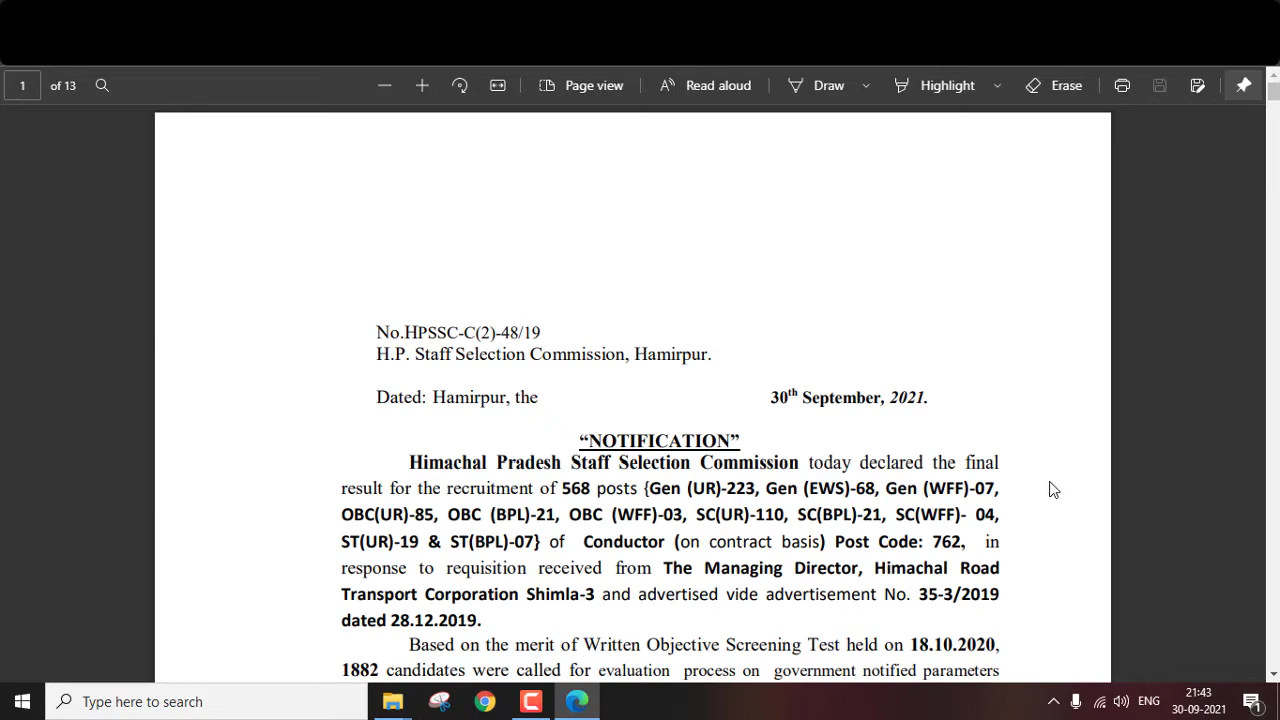 1 of 13 Page view Read aloud Draw Highlight Erase
No.HPSSC-C(2)-48/19
H.P. Staff Selection Commission, Hamirpur.
Dated: Hamirpur, the 30th September, 2021.
“NOTIFICATION”
Himachal Pradesh Staff Selection Commission today declared the final
result for the recruitment of 568 posts {Gen (UR)-223, Gen (EWS)-68, Gen (WFF)-07,
OBC(UR)-85, OBC (BPL)-21, OBC (WFF)-03, SC(UR)-110, SC(BPL)-21, SC(WFF)- 04,
ST(UR)-19 & ST(BPL)-07} of Conductor (on contract basis) Post Code: 762, in
response to requisition received from The Managing Director, Himachal Road
Transport Corporation Shimla-3 and advertised vide advertisement No. 35-3/2019
dated 28.12.2019.
Based on the merit of Written Objective Screening Test held on 18.10.2020,
1882 candidates were called for evaluation process on government notified parameters
Type here to search ENG 21:43
30-09-2021 1